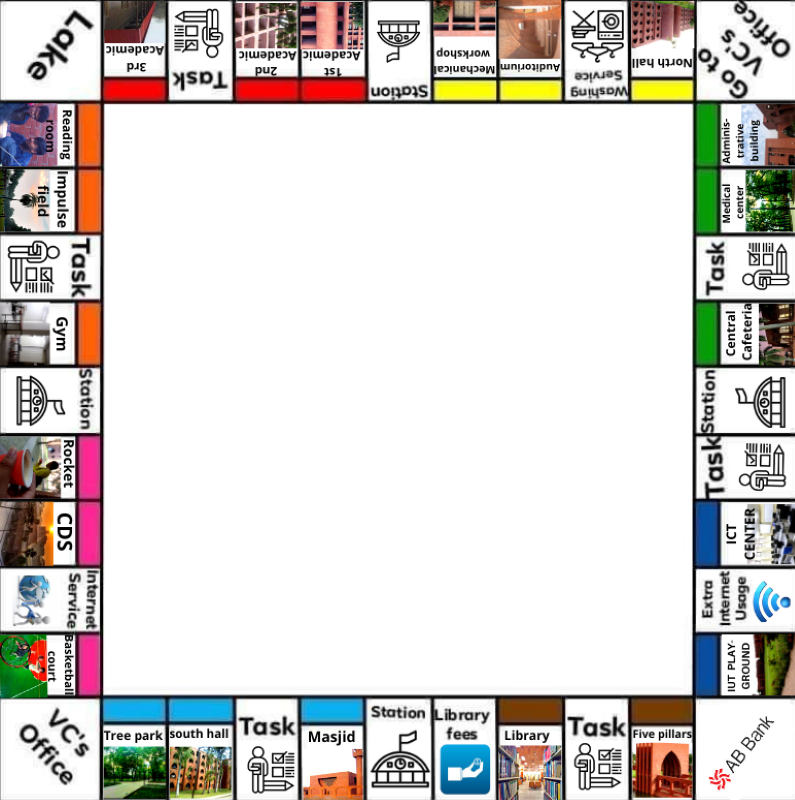 Lake
3rd
Academic
Task
2nd
Academic
1st
Academic
Station
Mechanical
workshop
Auditorium
Washing
Service
North hall
Go to
VC's
Office
Reading
room
Impulse
field
Task
Gym
Station
Rocket
CDS
Internet
Service
Basketball
court
Adminis-
trative
building
Medical
center
Task
Central
Cafeteria
Station
Task
ICT
CENTER
Extra
Internet
Usage
IUT PLAY-
GROUND
VC's
Office
Tree park
south hall
Task
Masjid
Station
Library
fees
Library
Task
Five pillars
AB Bank